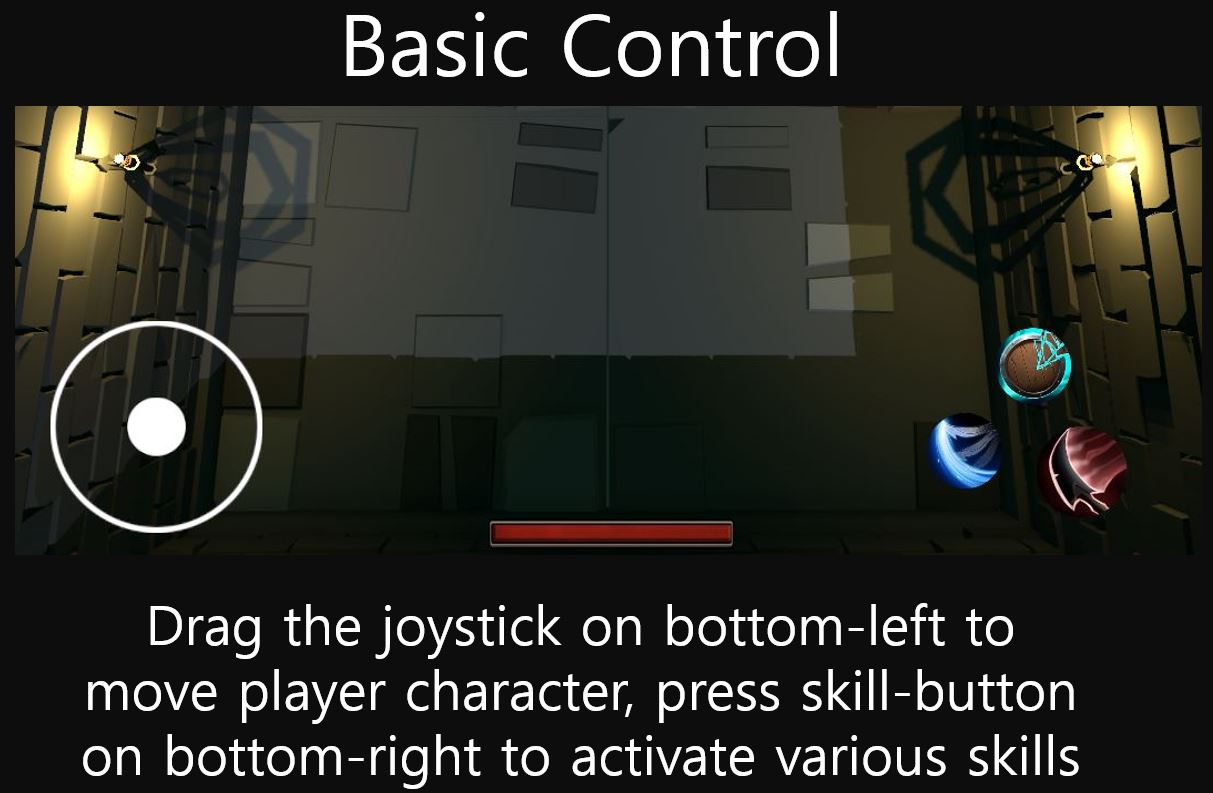 Basic Control
Drag the joystick on bottom-left to
move player character, press skill-button
on bottom-right to activate various skills